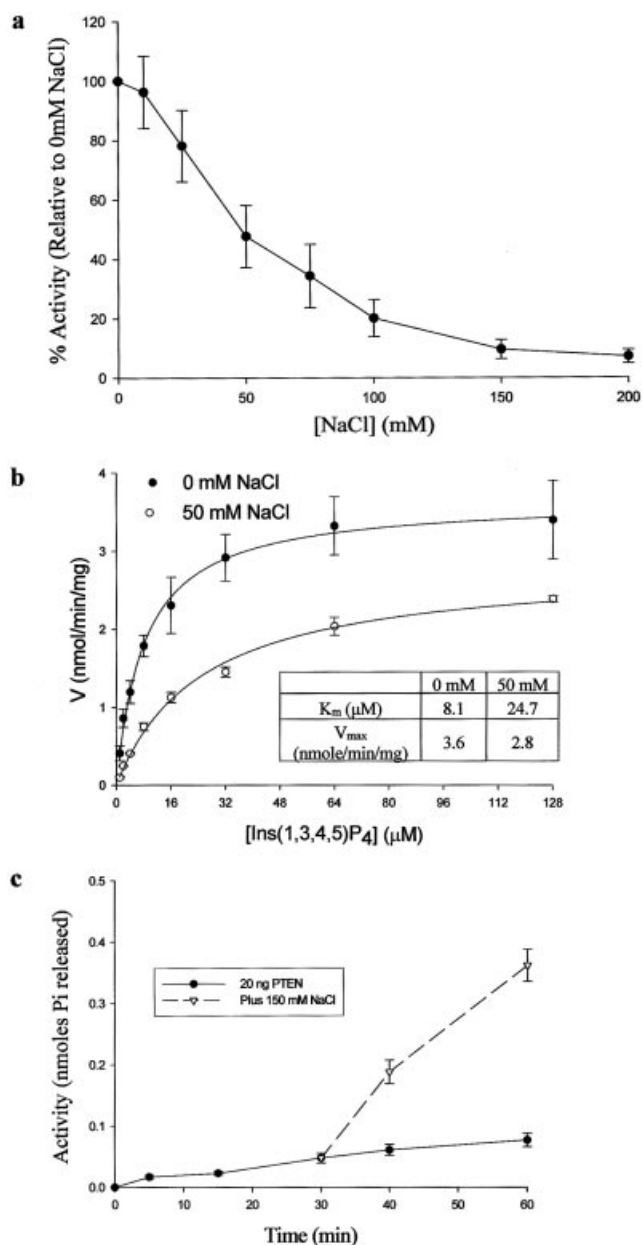 a
% Activity (Relative to 0mM NaCl)
120
100
80
60
40
20
0
0 50 100 150 200
[NaCl] (mM)
b
0 mM NaCl
50 mM NaCl
V (nmol/min/mg)
4
3
2
1
0
0 mM 50 mM
Km (μM) 8.1 24.7
Vmax (nmole/min/mg) 3.6 2.8
0 16 32 48 64 80 96 112 128
[Ins(1,3,4,5)P4] (μM)
c
Activity (nmoles Pi released)
0.5
0.4
0.3
0.2
0.1
0.0
20 ng PTEN
Plus 150 mM NaCl
0 10 20 30 40 50 60
Time (min)